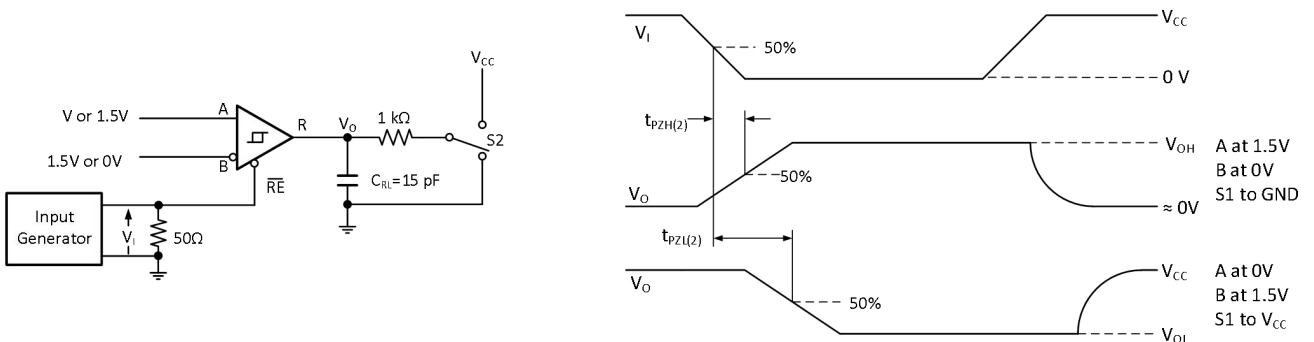 V or 1.5V
1.5V or 0V
A
B
R
RE
V_O
1 kΩ
V_CC
S2
C_RL=15 pF
Input
Generator
V_I
50Ω
V_I
50%
V_CC
0 V
t_PZH(2)
V_O
50%
V_OH
≈ 0V
A at 1.5V
B at 0V
S1 to GND
t_PZL(2)
V_O
50%
V_CC
V_OL
A at 0V
B at 1.5V
S1 to V_CC